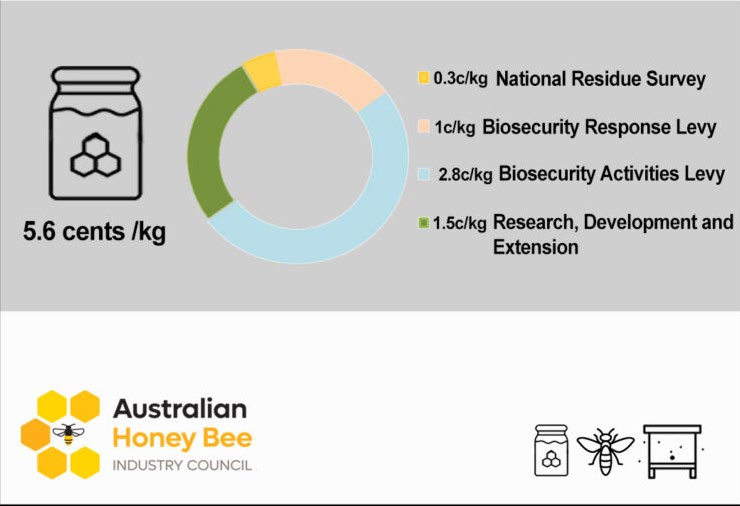 5.6 cents /kg
0.3c/kg National Residue Survey
1c/kg Biosecurity Response Levy
2.8c/kg Biosecurity Activities Levy
1.5c/kg Research, Development and
Extension
Australian
Honey Bee
INDUSTRY COUNCIL